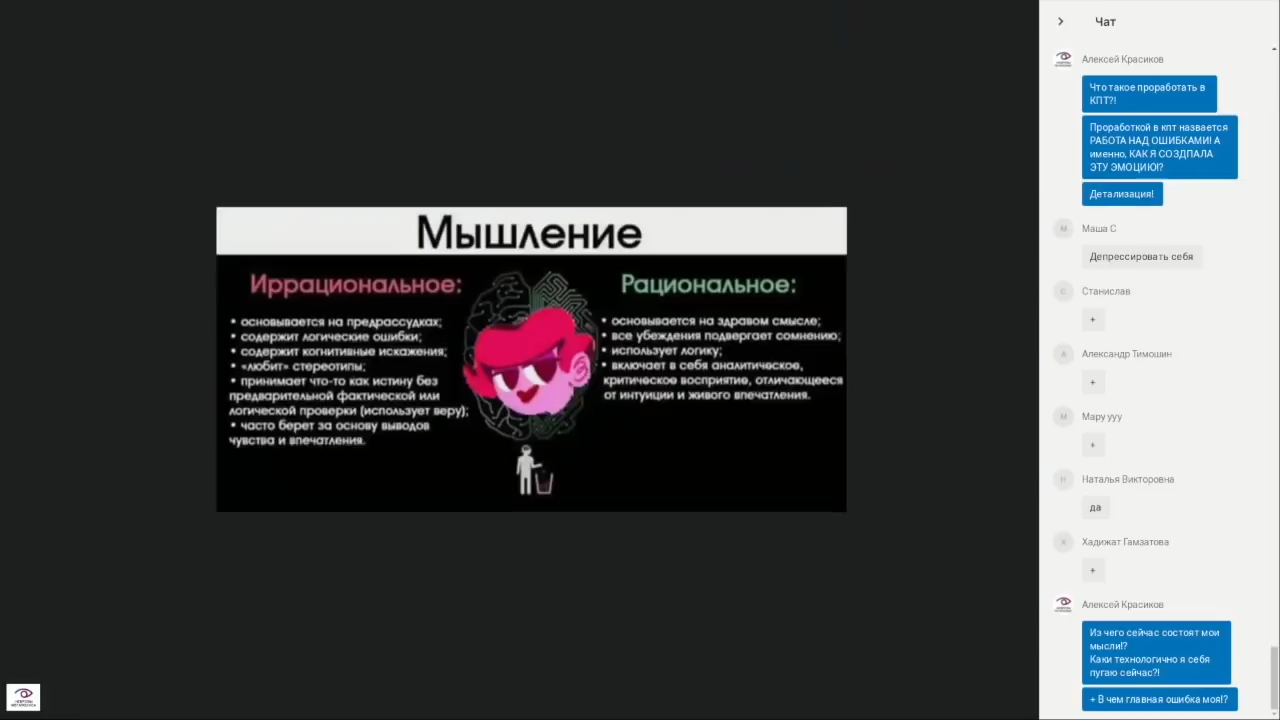 Мышление
Иррациональное:
• основывается на предрассудках;
• содержит логические ошибки;
• содержит когнитивные искажения;
• «любит» стереотипы;
• принимает что-то как истину без
предварительной фактической или
логической проверки (использует веру);
• часто берет за основу выводов
чувства и впечатления.
Рациональное:
• основывается на здравом смысле;
• все убеждения подвергает сомнению;
• использует логику;
• включает в себя аналитическое,
критическое восприятие, отличающееся
от интуиции и живого впечатления.
Чат
Алексей Красиков
Что такое проработать в
КПТ?!
Проработкой в кпт назвается
РАБОТА НАД ОШИБКАМИ! А
именно, КАК Я СОЗДПАЛА
ЭТУ ЭМОЦИЮ!?
Детализация!
М
Маша С
Депрессировать себя
С
Станислав
+
А
Александр Тимошин
+
М
Мару ууу
+
Н
Наталья Викторовна
да
Х
Хадижат Гамзатова
+
Алексей Красиков
Из чего сейчас состоят мои
мысли!?
Каки технологично я себя
пугаю сейчас?!
+ В чем главная ошибка моя!?